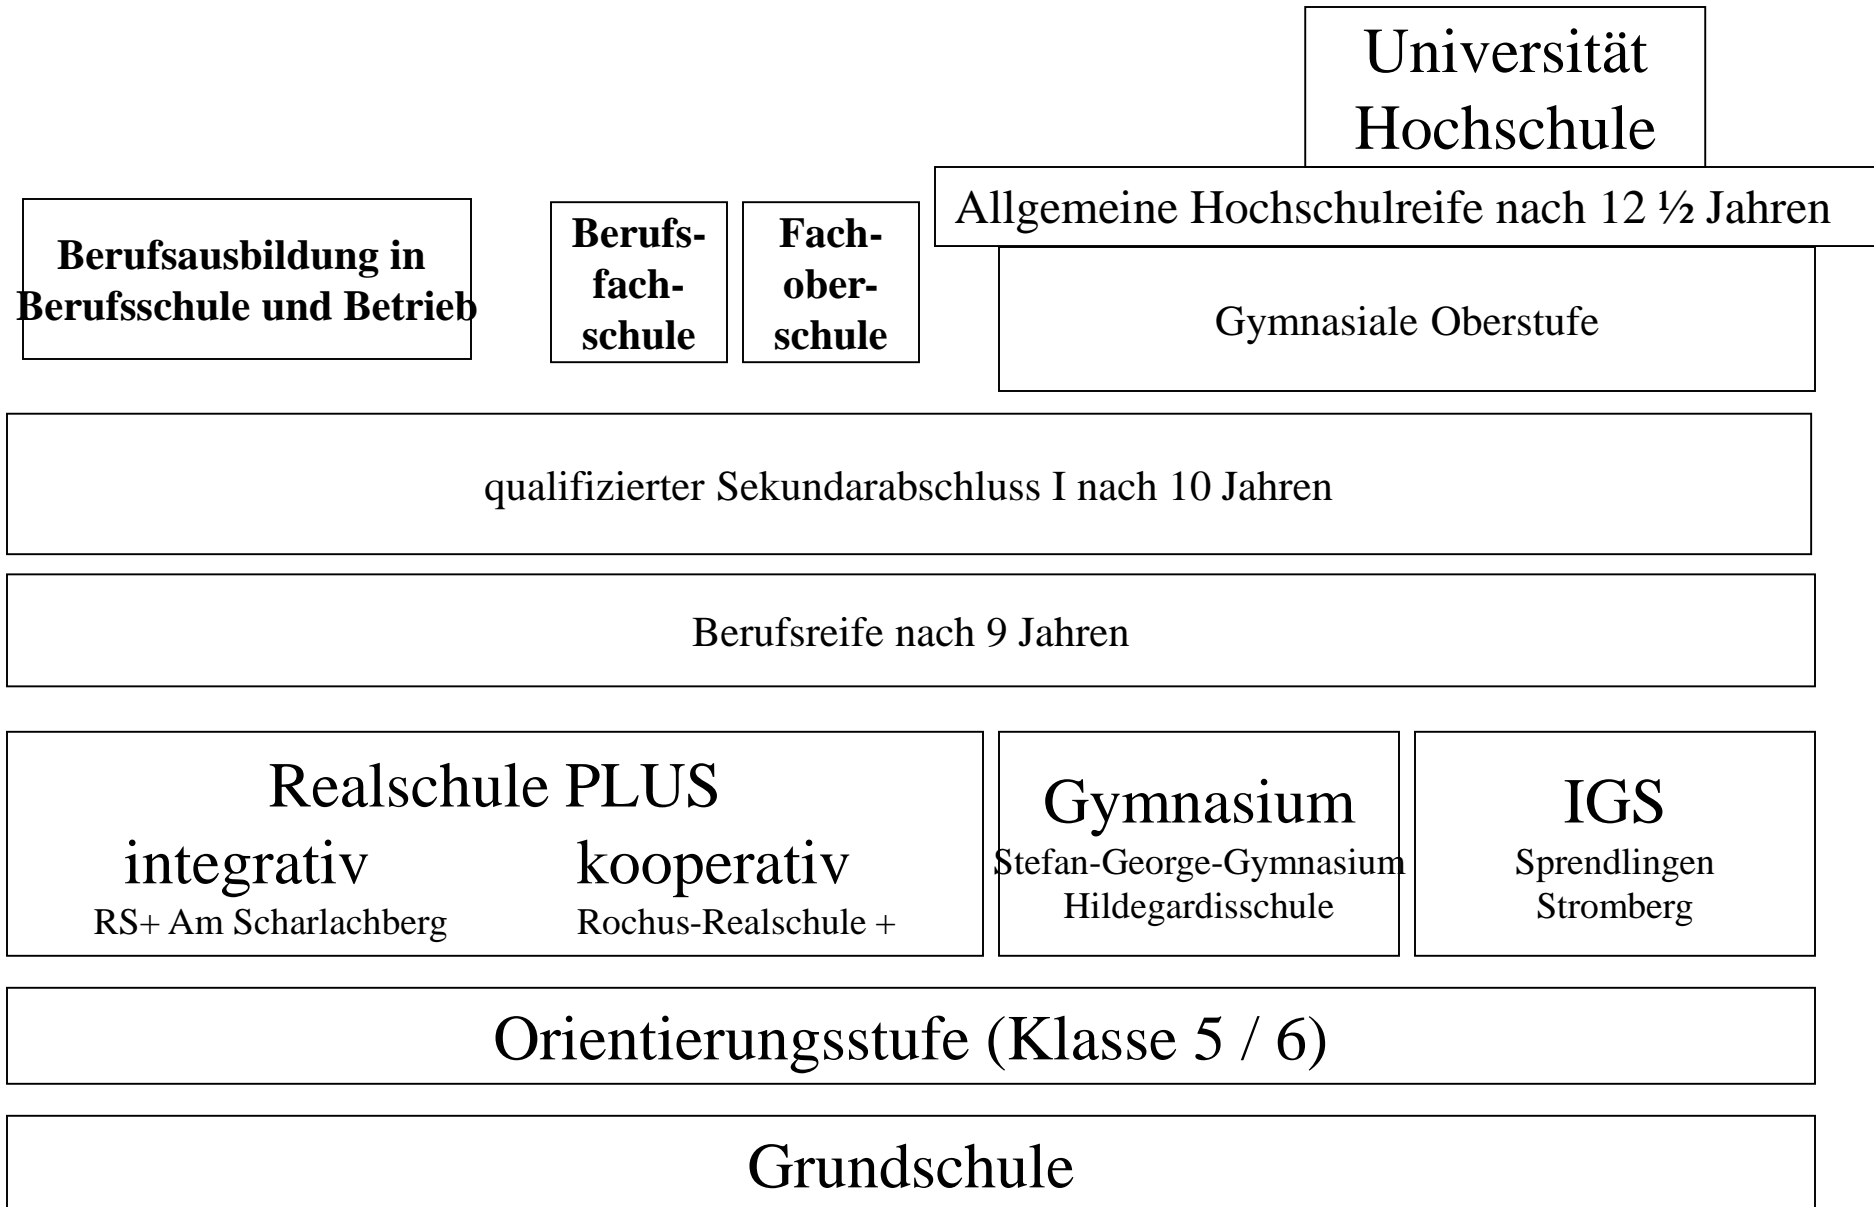 Universität
Hochschule
Allgemeine Hochschulreife nach 12 ½ Jahren
Berufsausbildung in
Berufsschule und Betrieb
Berufs-
fach-
schule
Fach-
ober-
schule
Gymnasiale Oberstufe
qualifizierter Sekundarabschluss I nach 10 Jahren
Berufsreife nach 9 Jahren
Realschule PLUS
integrativ kooperativ
RS+ Am Scharlachberg Rochus-Realschule +
Gymnasium
Stefan-George-Gymnasium
Hildegardisschule
IGS
Sprendlingen
Stromberg
Orientierungsstufe (Klasse 5 / 6)
Grundschule